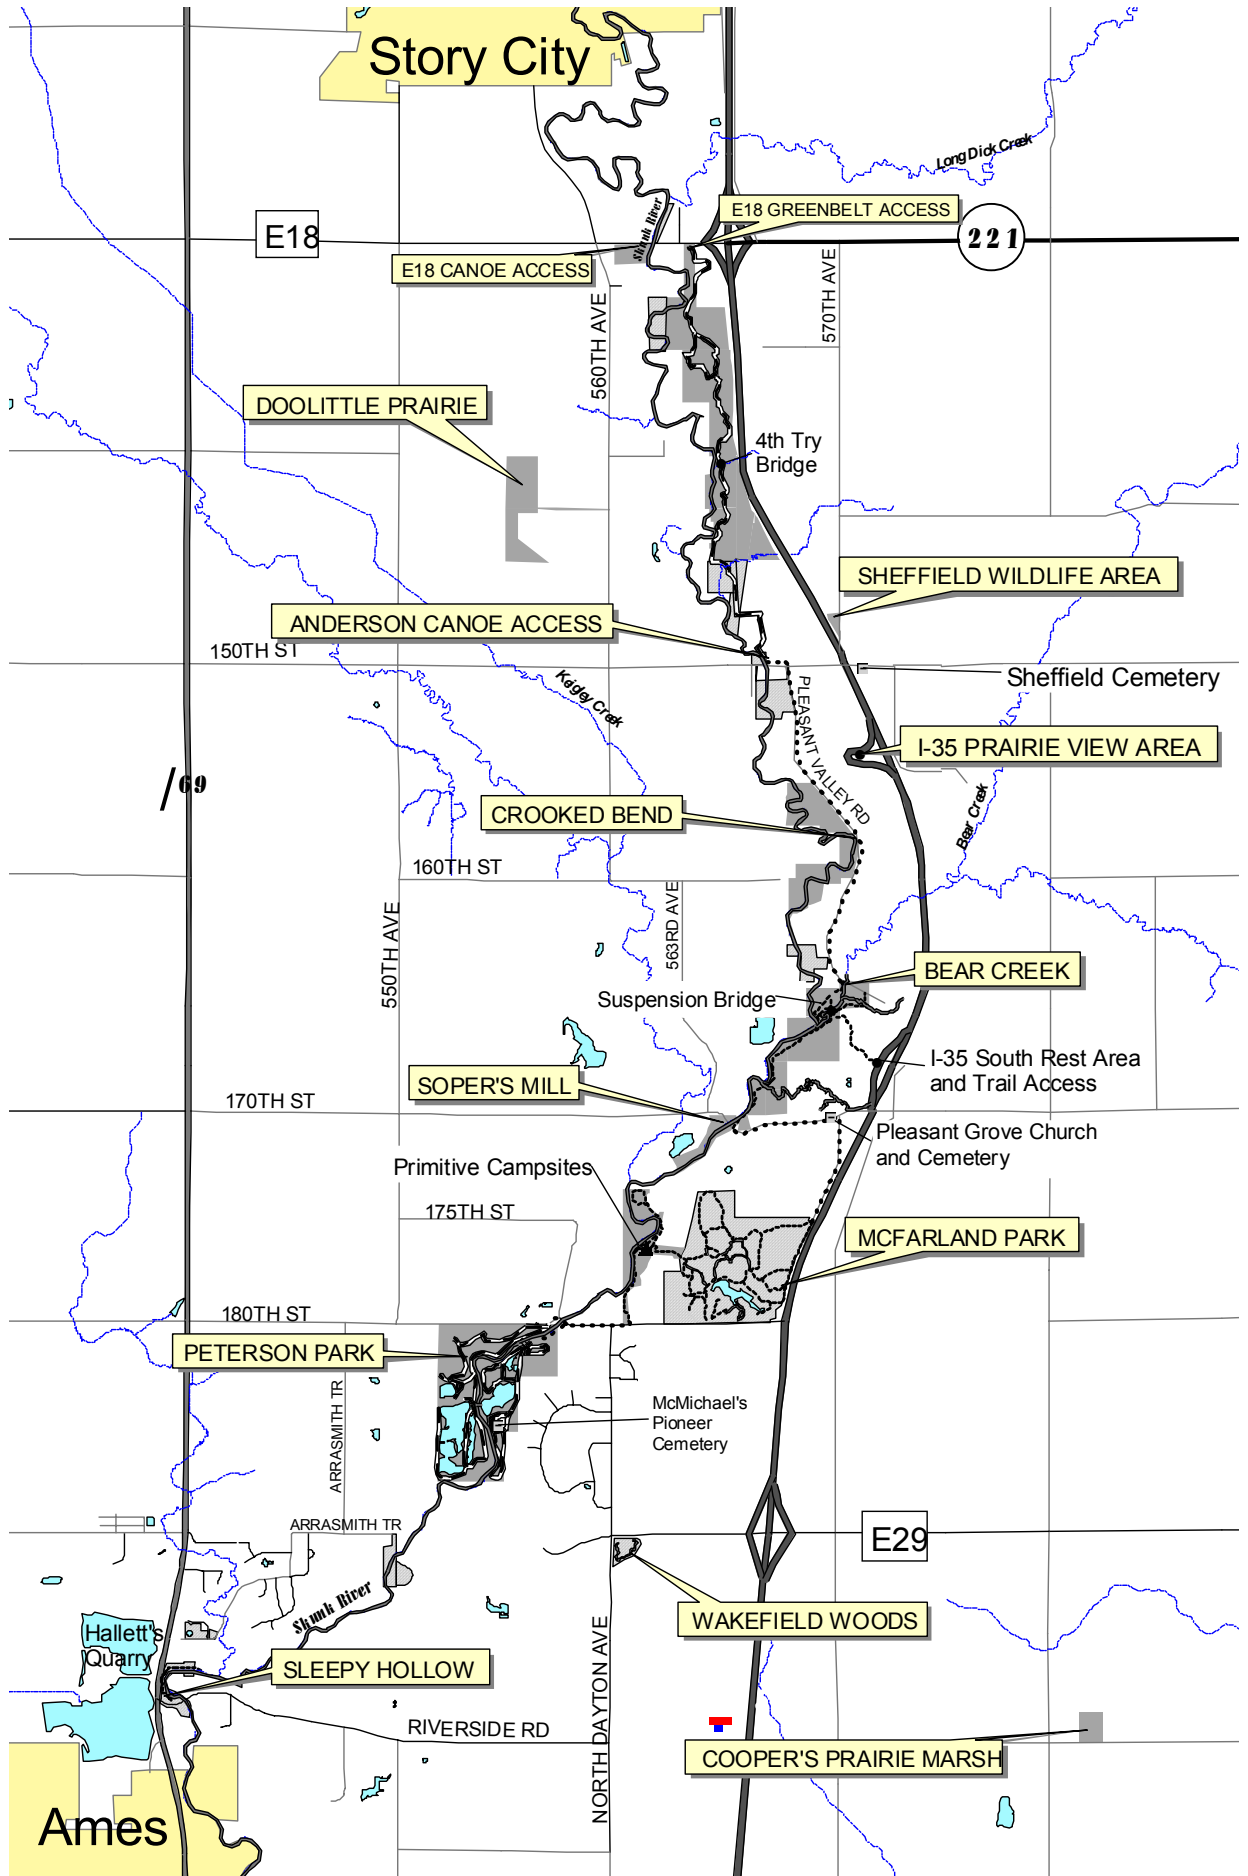 Story City
Long Dick Creek
E18 GREENBELT ACCESS
E18
221
Skunk River
E18 CANOE ACCESS
570TH AVE
560TH AVE
DOOLITTLE PRAIRIE
4th Try
Bridge
SHEFFIELD WILDLIFE AREA
ANDERSON CANOE ACCESS
150TH ST
Sheffield Cemetery
Keigley Creek
PLEASANT VALLEY RD
I-35 PRAIRIE VIEW AREA
/69
CROOKED BEND
Bear Creek
160TH ST
563RD AVE
550TH AVE
BEAR CREEK
Suspension Bridge
I-35 South Rest Area
and Trail Access
SOPER'S MILL
170TH ST
Pleasant Grove Church
and Cemetery
Primitive Campsites
175TH ST
MCFARLAND PARK
180TH ST
PETERSON PARK
ARRASMITH TR
McMichael's
Pioneer
Cemetery
ARRASMITH TR
E29
Skunk River
WAKEFIELD WOODS
Hallett's
Quarry
SLEEPY HOLLOW
NORTH DAYTON AVE
RIVERSIDE RD
COOPER'S PRAIRIE MARSH
Ames